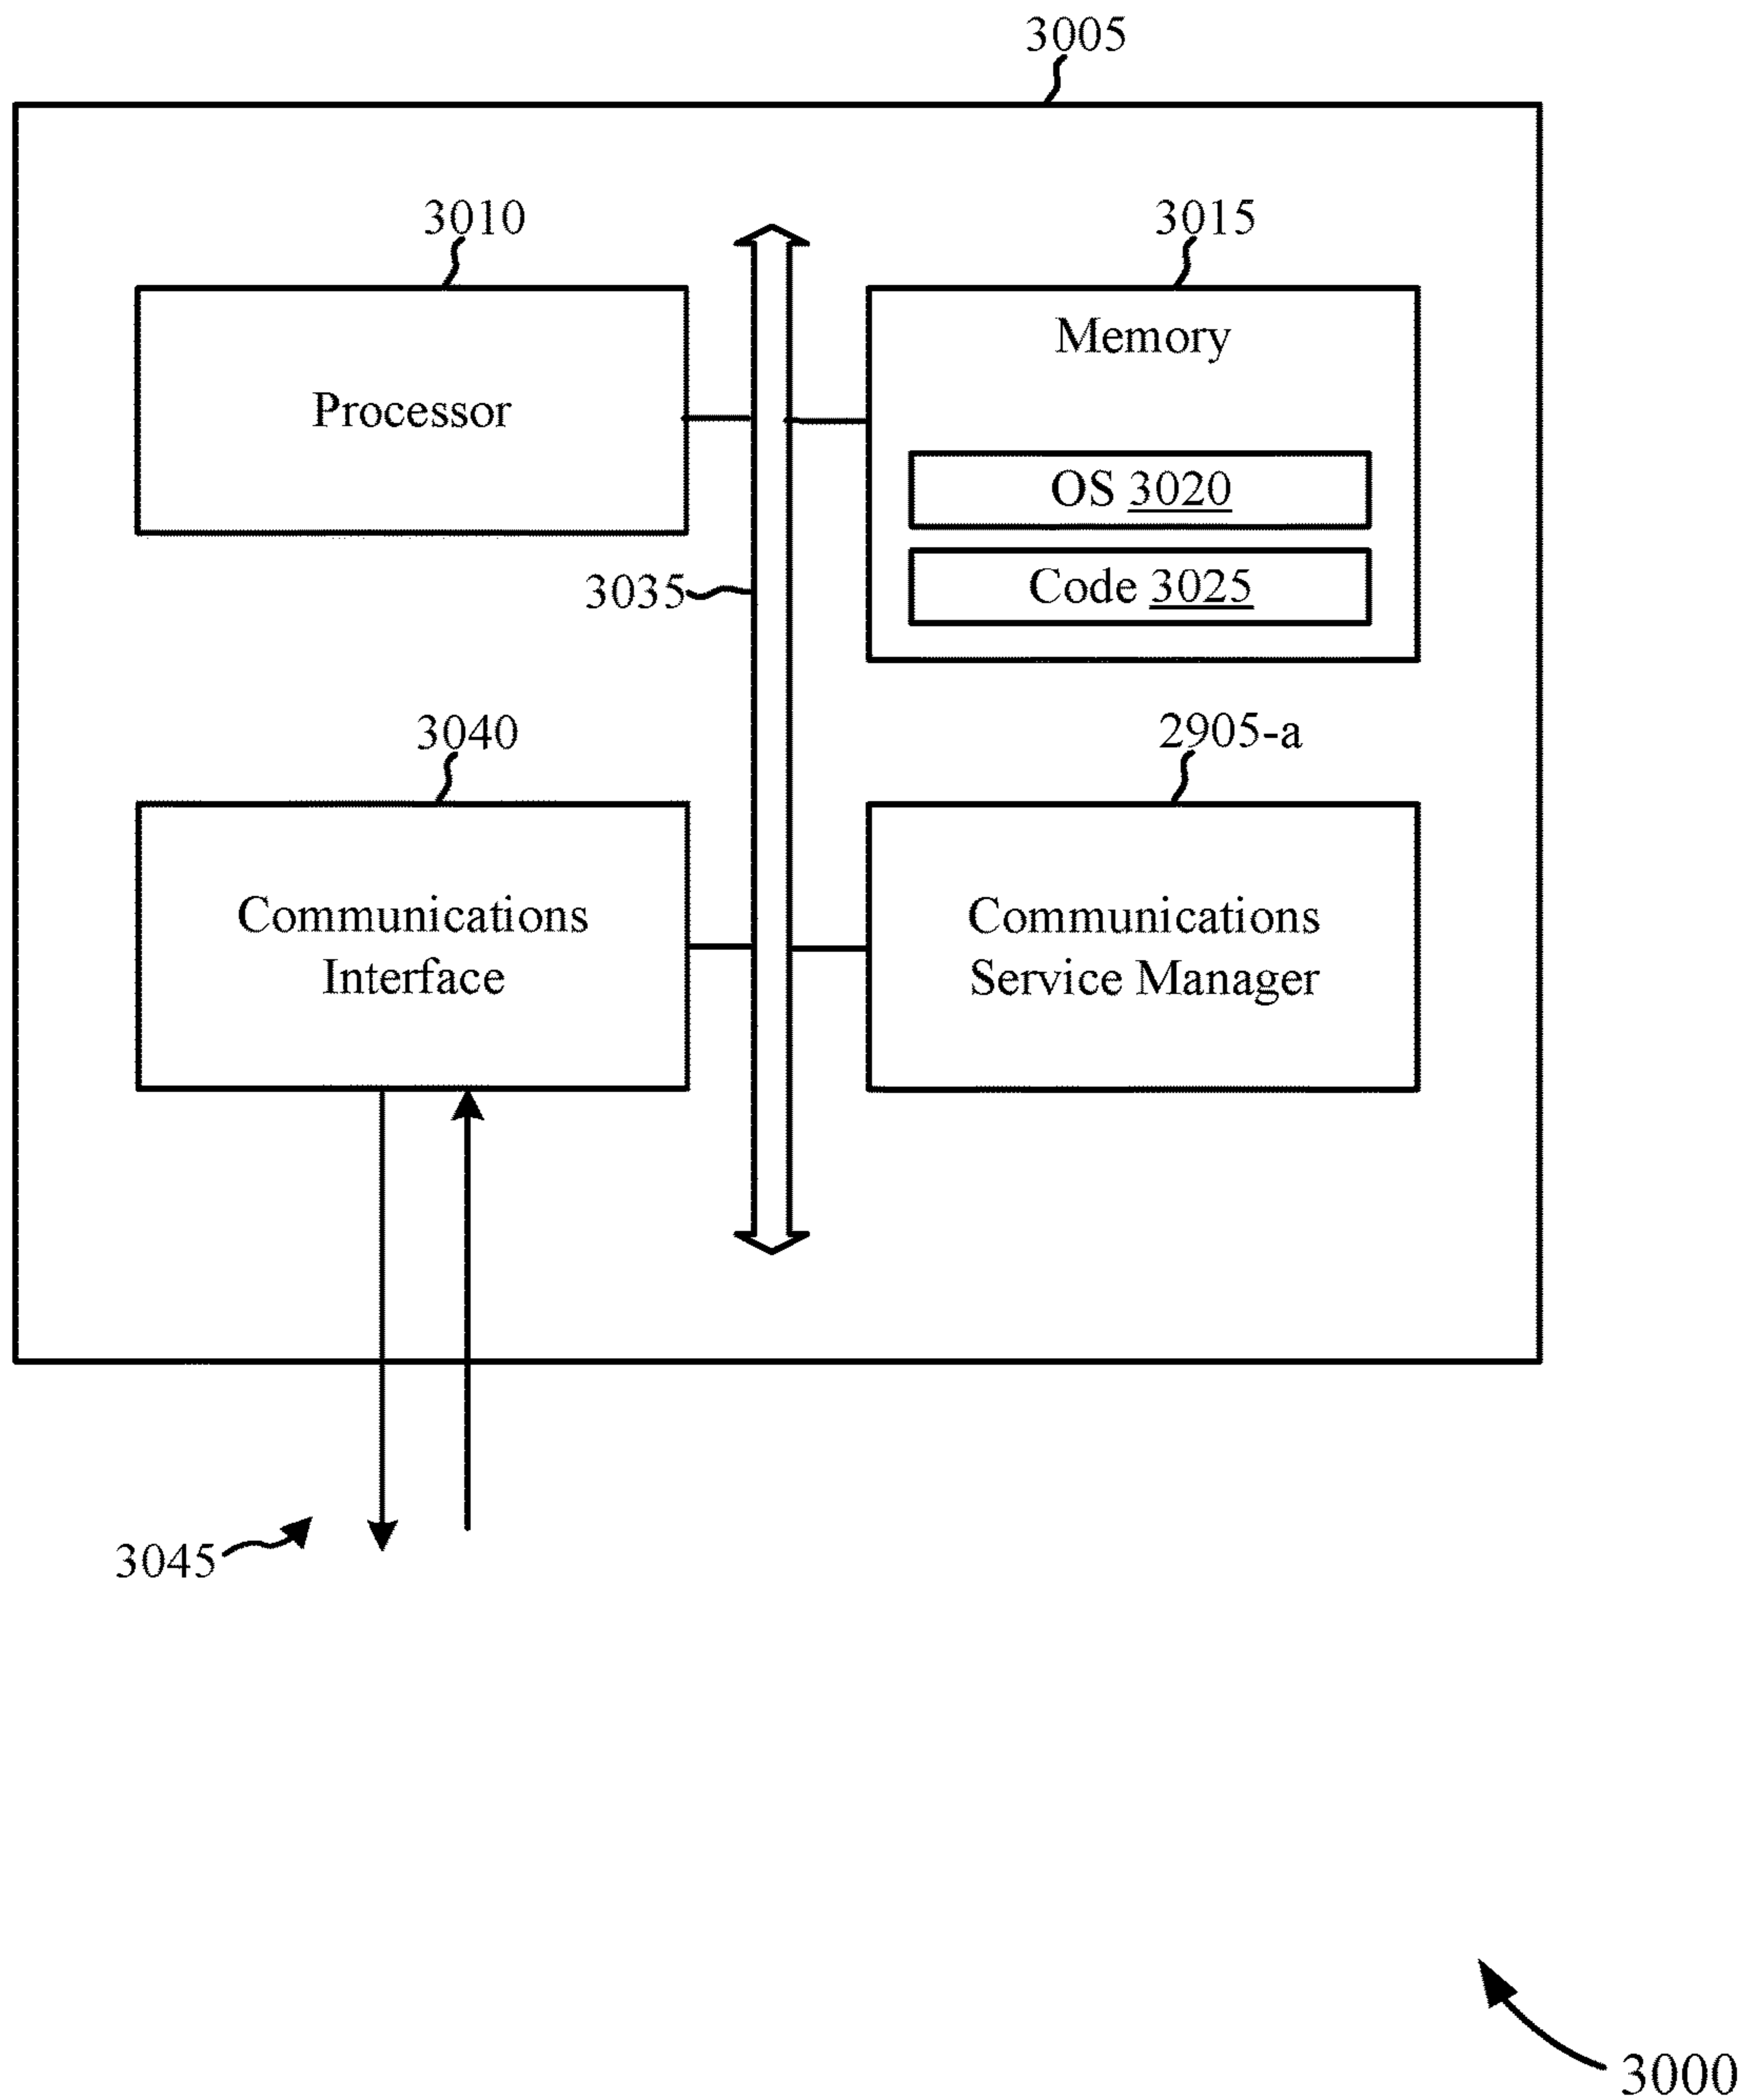 3005
3010
3015
Processor
Memory
OS 3020
Code 3025
3035
3040
2905-a
Communications
Interface
Communications
Service Manager
3045
3000